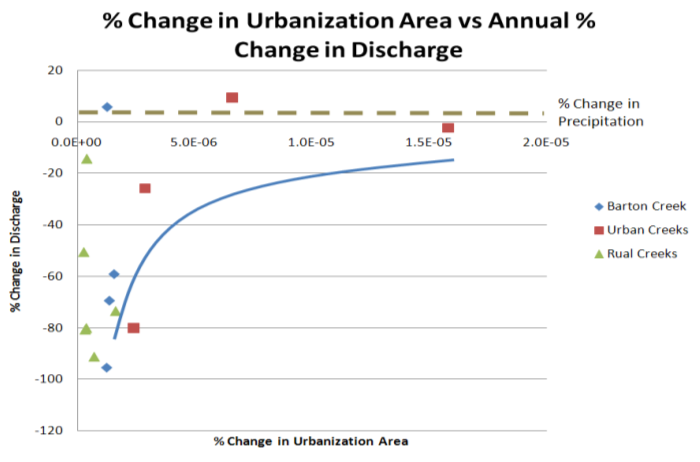 % Change in Urbanization Area vs Annual %
Change in Discharge
20
0
-20
-40
-60
-80
-100
-120
0.0E+00
5.0E-06
1.0E-05
1.5E-05
2.0E-05
% Change in Discharge
% Change in Urbanization Area
% Change in
Precipitation
Barton Creek
Urban Creeks
Rual Creeks